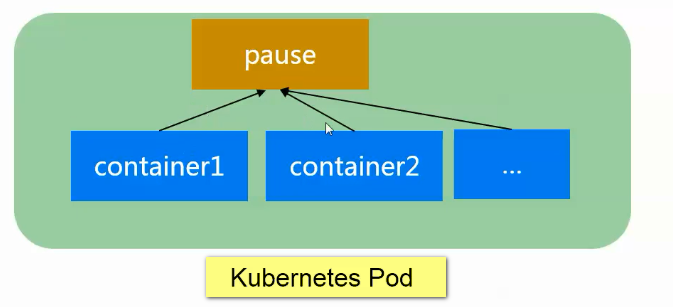 pause
container1
container2
...
Kubernetes Pod